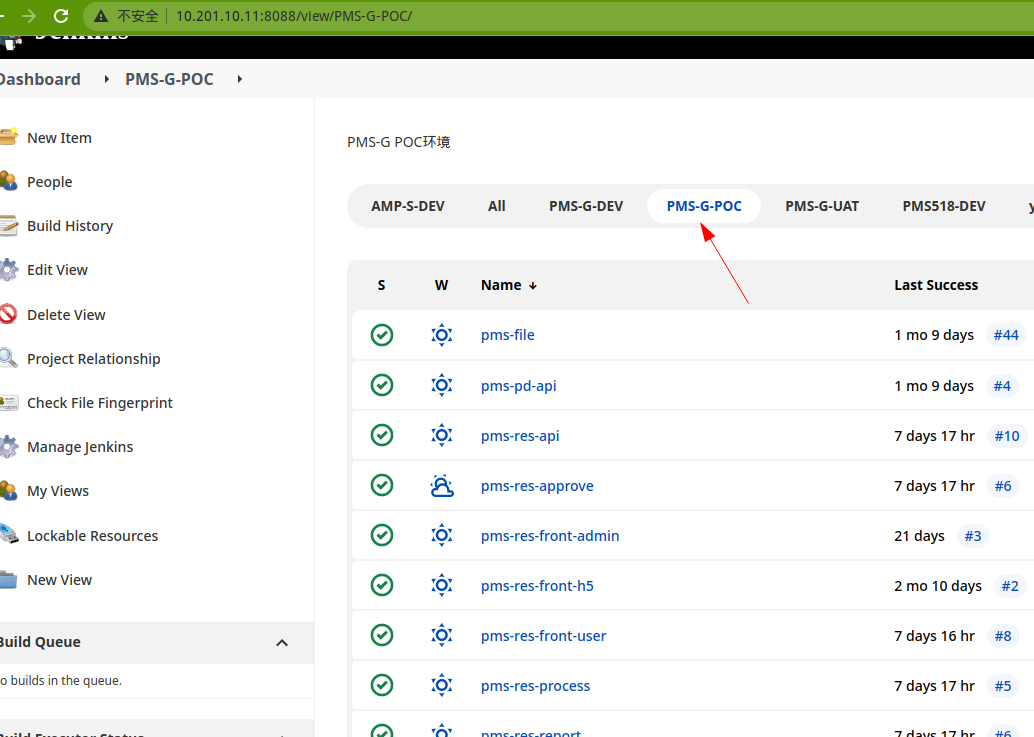 不安全 10.201.10.11:8088/view/PMS-G-POC/
Jenkins
Dashboard PMS-G-POC
New Item
People
Build History
Edit View
Delete View
Project Relationship
Check File Fingerprint
Manage Jenkins
My Views
Lockable Resources
New View
Build Queue
o builds in the queue.
Build Executor Status
PMS-G POC环境
AMP-S-DEV All PMS-G-DEV PMS-G-POC PMS-G-UAT PMS518-DEV y
S W Name ↓ Last Success
pms-file 1 mo 9 days #44
pms-pd-api 1 mo 9 days #4
pms-res-api 7 days 17 hr #10
pms-res-approve 7 days 17 hr #6
pms-res-front-admin 21 days #3
pms-res-front-h5 2 mo 10 days #2
pms-res-front-user 7 days 16 hr #8
pms-res-process 7 days 17 hr #5
pms-res-report 7 days 17 hr #6